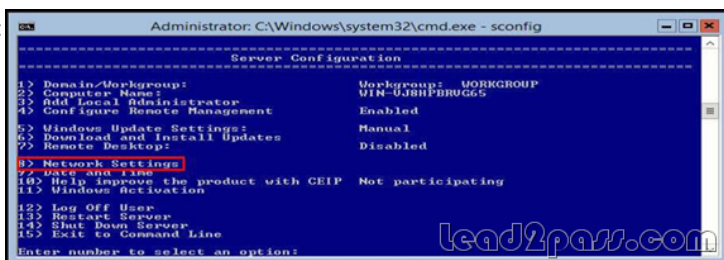 Administrator: C:\Windows\system32\cmd.exe - sconfig
Server Configuration
1) Domain/Workgroup: Workgroup: WORKGROUP
2) Computer Name: WIN-UJ8HPBRVG65
3) Add Local Administrator
4) Configure Remote Management Enabled
5) Windows Update Settings: Manual
6) Download and Install Updates
7) Remote Desktop: Disabled
8) Network Settings
9) Date and Time
10) Help improve the product with CEIP Not participating
11) Windows Activation
12) Log Off User
13) Restart Server
14) Shut Down Server
15) Exit to Command Line
Enter number to select an option:
Lead2pass.com